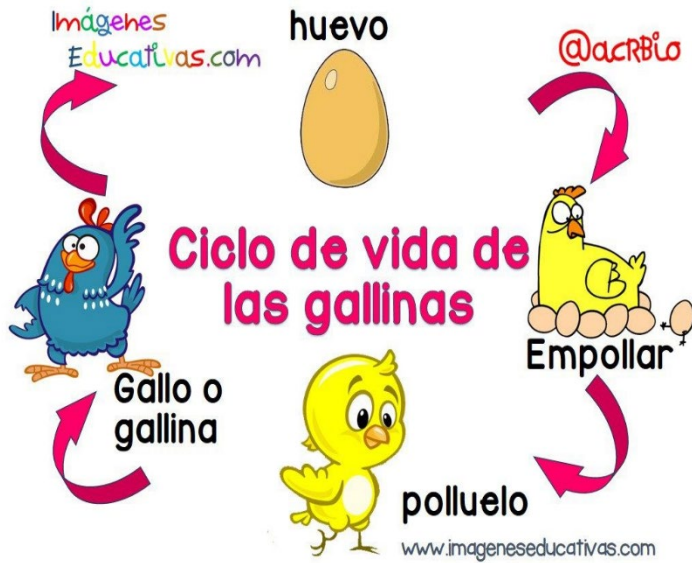 Imágenes
Educativas.com
huevo
@acRBio
Ciclo de vida de
las gallinas
Empollar
Gallo o
gallina
polluelo
www.imageneseducativas.com